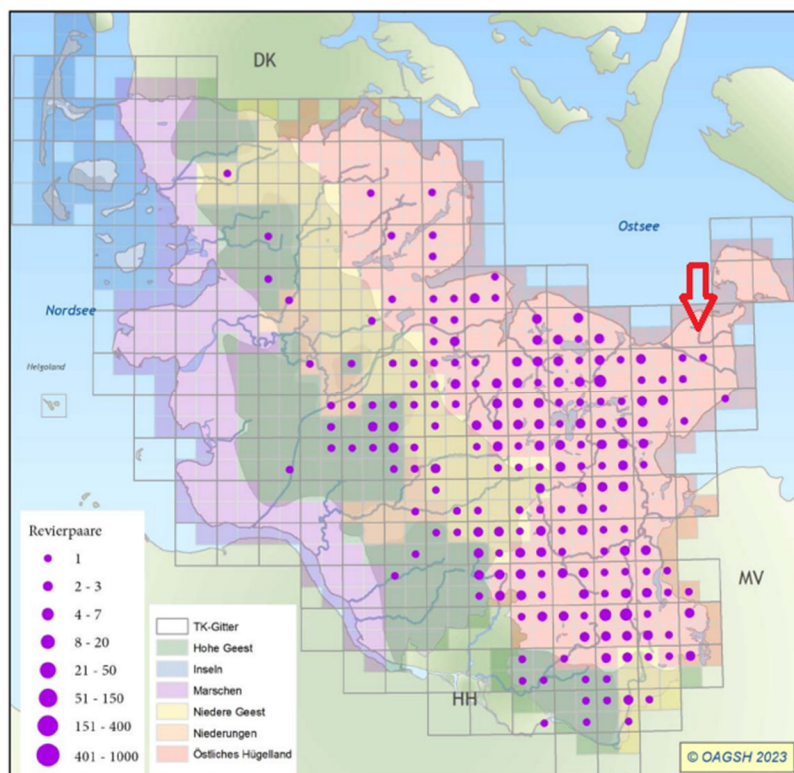 DK
Ostsee
Nordsee
Helgoland
MV
HH
Revierpaare
1
2 - 3
4 - 7
8 - 20
21 - 50
51 - 150
151 - 400
401 - 1000
TK-Gitter
Hohe Geest
Inseln
Marschen
Niedere Geest
Niederungen
Östliches Hügelland
© OAGSH 2023